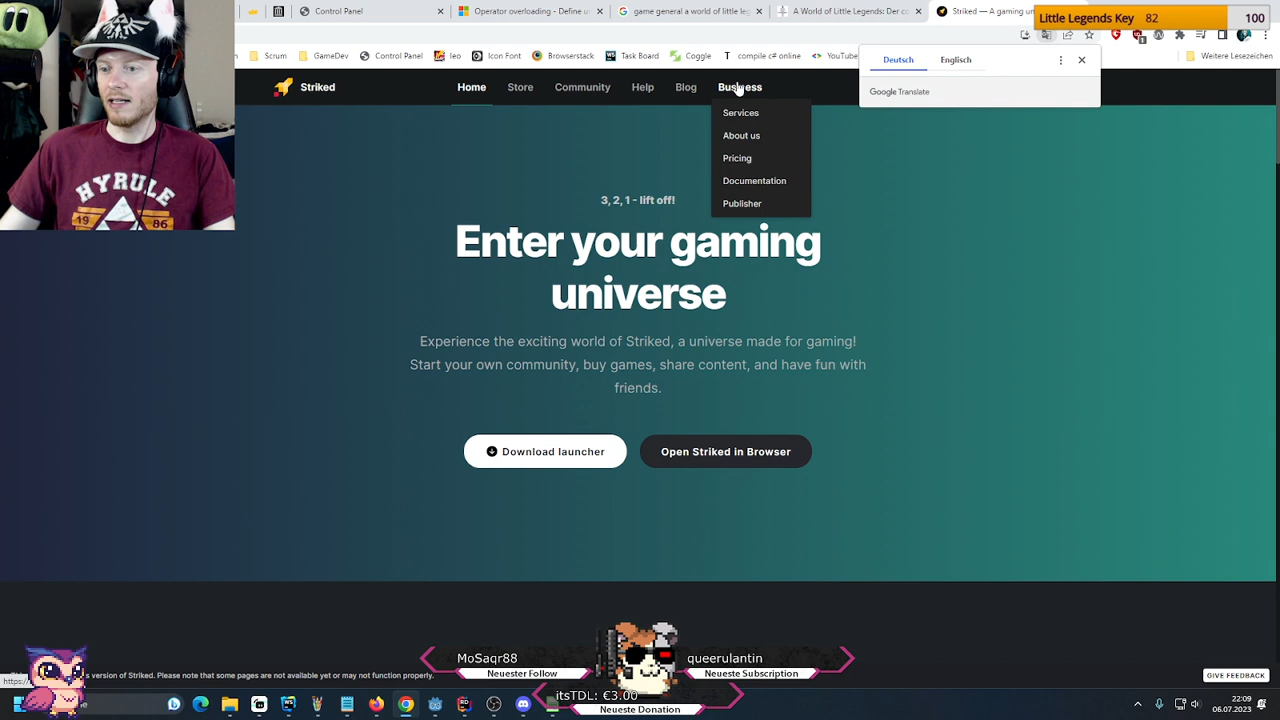 Control Panel
Operator overloading - Define u
game general a world of little leg
A World of Little Legends: Der co
Striked — A gaming un
Little Legends Key 82 100
Scrum
GameDev
Control Panel
leo
Icon Font
Browserstack
Task Board
Coggle
compile c# online
YouTube
Weitere Lesezeichen
Deutsch
Englisch
Google Translate
Striked
Home
Store
Community
Help
Blog
Business
Services
About us
Pricing
Documentation
Publisher
HYRULE
19 86
3, 2, 1 - lift off!
Enter your gaming
universe
Experience the exciting world of Striked, a universe made for gaming!
Start your own community, buy games, share content, and have fun with
friends.
Download launcher
Open Striked in Browser
MoSaqr88
Neuester Follow
queerulantin
Neueste Subscription
https:/
version of Striked. Please note that some pages are not available yet or may not function properly.
GIVE FEEDBACK
itsTDL: €3.00
Neueste Donation
22:09
06.07.2023